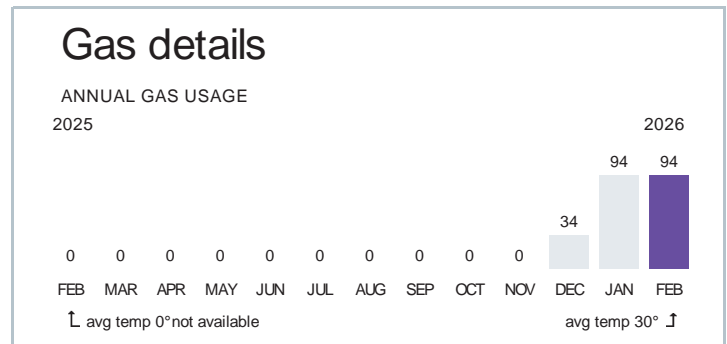 Gas details
ANNUAL GAS USAGE
2025 2026
94 94
34
0 0 0 0 0 0 0 0 0 0
FEB MAR APR MAY JUN JUL AUG SEP OCT NOV DEC JAN FEB
avg temp 0°not available avg temp 30°